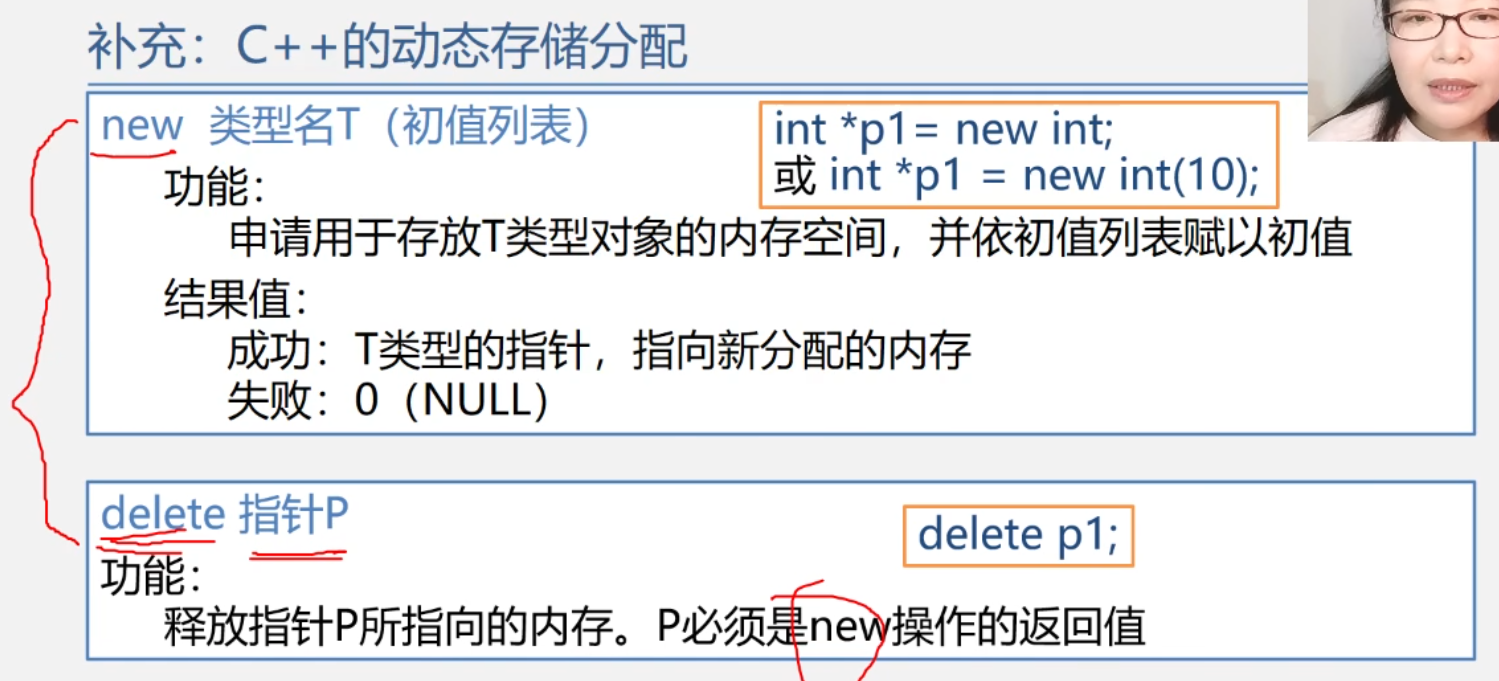 补充：C++的动态存储分配
new 类型名T（初值列表）
int *p1= new int;
或 int *p1 = new int(10);
功能：
申请用于存放T类型对象的内存空间，并依初值列表赋以初值
结果值：
成功：T类型的指针，指向新分配的内存
失败：0（NULL）
delete 指针P
delete p1;
功能：
释放指针P所指向的内存。P必须是new操作的返回值